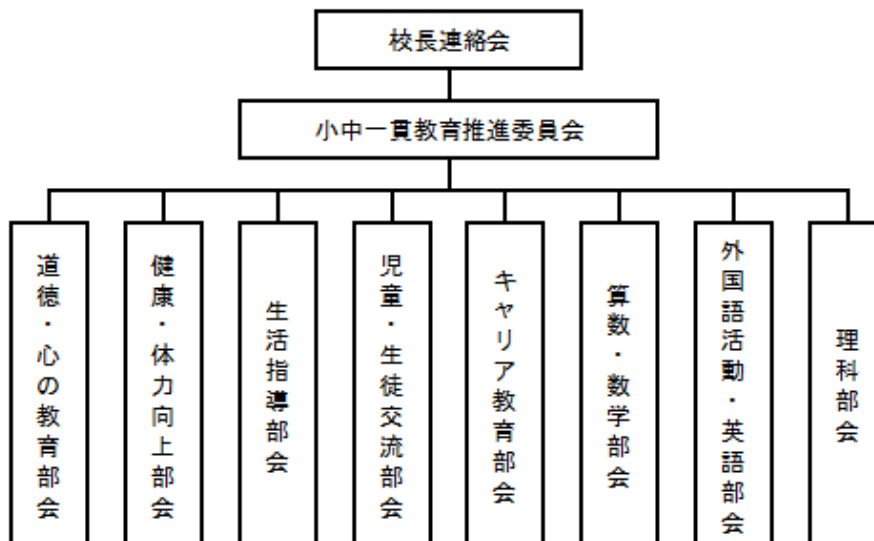 校長連絡会
小中一貫教育推進委員会
道徳・心の教育部会
健康・体力向上部会
生活指導部会
児童・生徒交流部会
キャリア教育部会
算数・数学部会
外国語活動・英語部会
理科部会